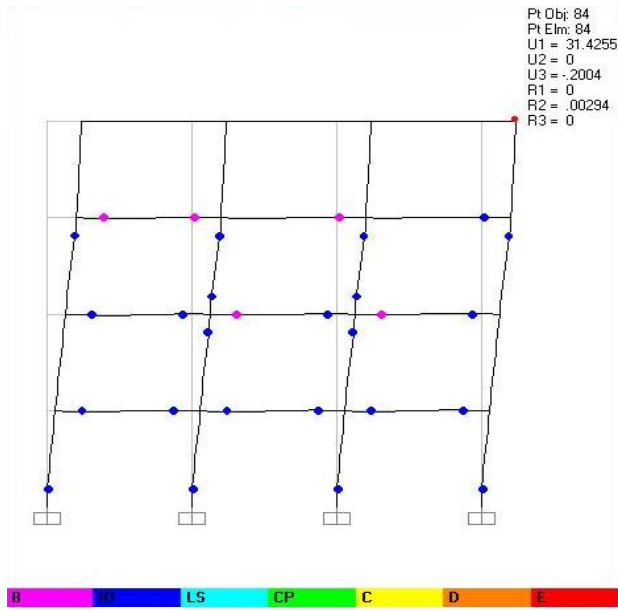 Pt Obj: 84
Pt Elm: 84
U1 = 31.4255
U2 = 0
U3 = -.2004
R1 = 0
R2 = .00294
R3 = 0
B IO LS CP C D E